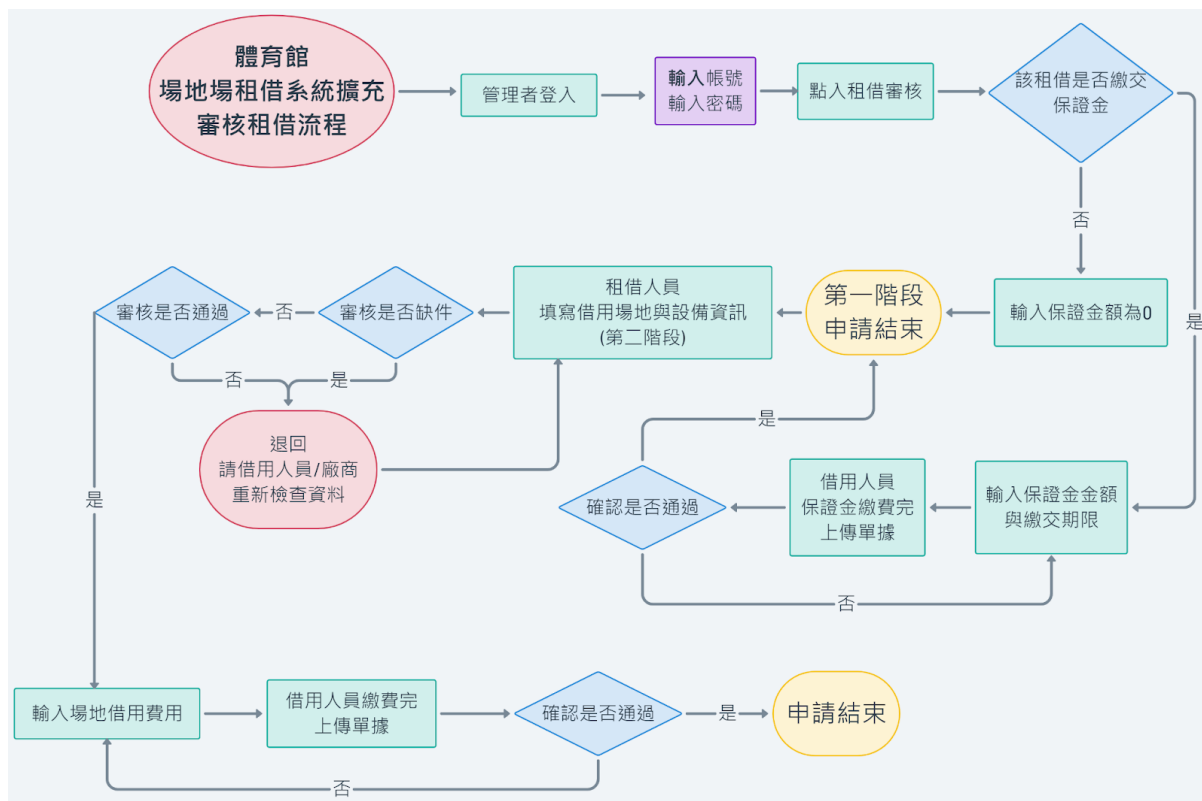 體育館
場地場租借系統擴充
審核租借流程
管理者登入
輸入帳號
輸入密碼
點入租借審核
該租借是否繳交
保證金
否
是
審核是否通過
否
審核是否缺件
租借人員
填寫借用場地與設備資訊
(第二階段)
第一階段
申請結束
輸入保證金額為0
否
是
是
退回
請借用人員/廠商
重新檢查資料
是
確認是否通過
借用人員
保證金繳費完
上傳單據
輸入保證金金額
與繳交期限
否
輸入場地借用費用
借用人員繳費完
上傳單據
確認是否通過
是
申請結束
否